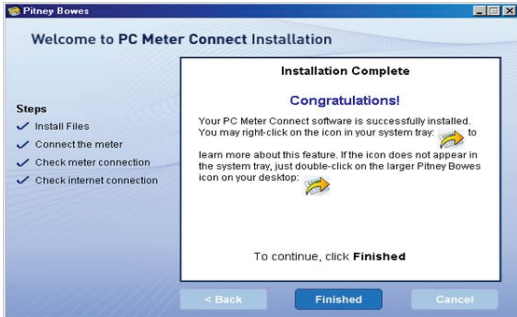 Pitney Bowes
Welcome to PC Meter Connect Installation
Steps
Install Files
Connect the meter
Check meter connection
Check internet connection
Installation Complete
Congratulations!
Your PC Meter Connect software is successfully installed.
You may right-click on the icon in your system tray: to
learn more about this feature. If the icon does not appear in
the system tray, just double-click on the larger Pitney Bowes
icon on your desktop:
To continue, click Finished
< Back
Finished
Cancel